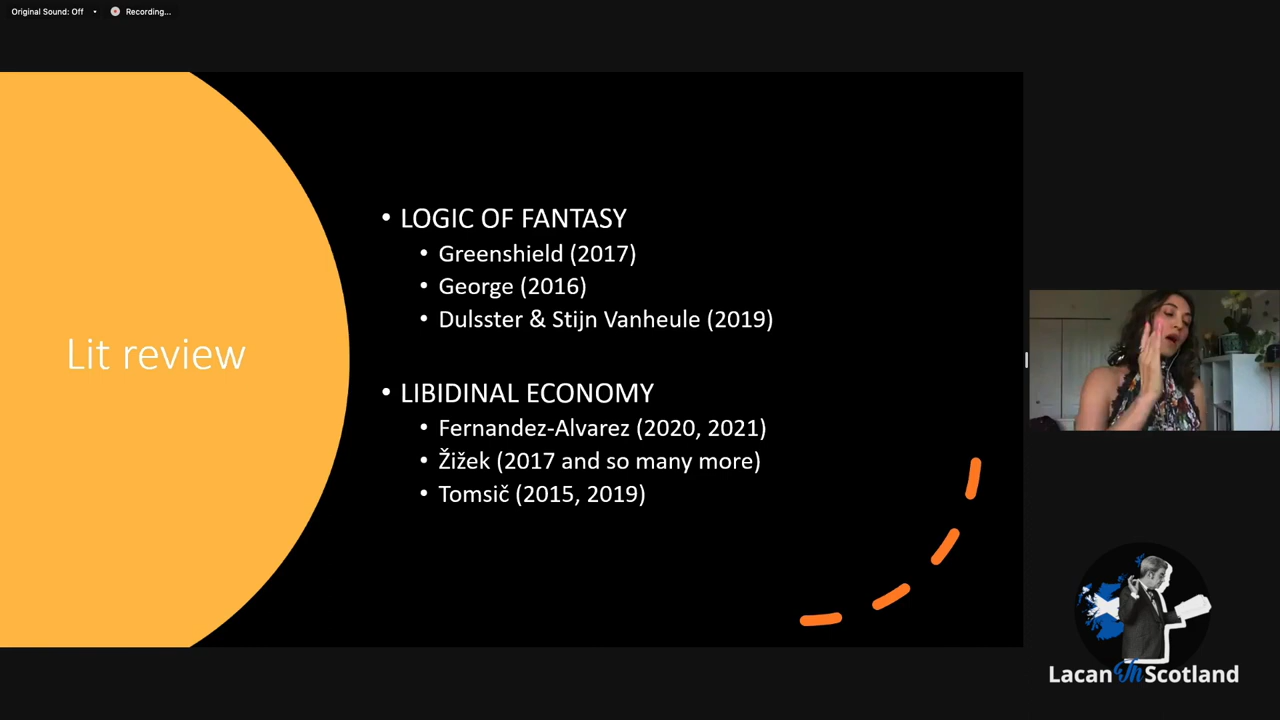 Original Sound: Off
Recording...
Lit review
• LOGIC OF FANTASY
• Greenshield (2017)
• George (2016)
• Dulsster & Stijn Vanheule (2019)
• LIBIDINAL ECONOMY
• Fernandez-Alvarez (2020, 2021)
• Žižek (2017 and so many more)
• Tomsič (2015, 2019)
Lacan In Scotland